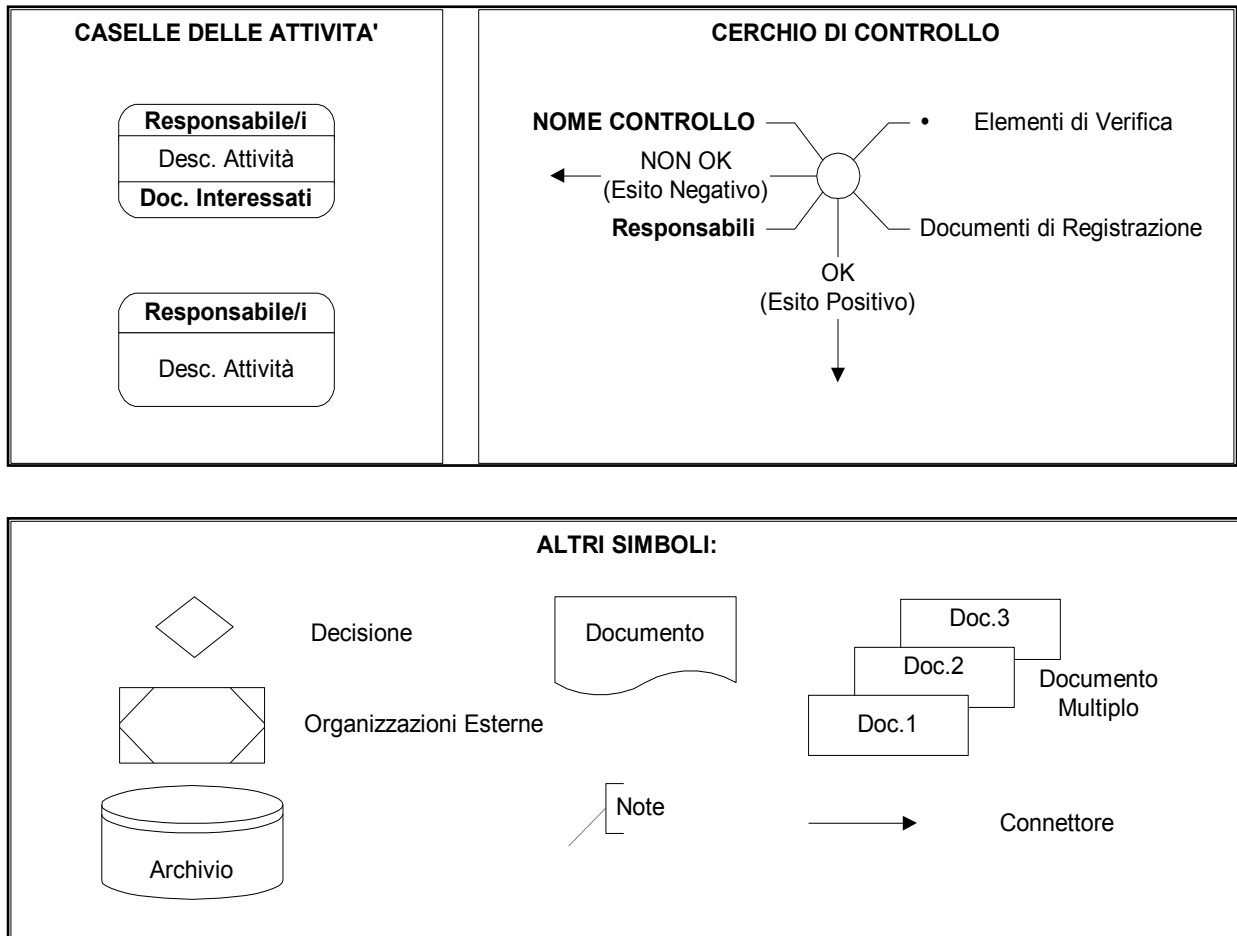 CASELLE DELLE ATTIVITA'
Responsabile/i
Desc. Attività
Doc. Interessati
Responsabile/i
Desc. Attività
CERCHIO DI CONTROLLO
NOME CONTROLLO
• Elementi di Verifica
NON OK
(Esito Negativo)
Responsabili
Documenti di Registrazione
OK
(Esito Positivo)
ALTRI SIMBOLI:
Decisione
Documento
Doc.3
Doc.2
Doc.1
Documento
Multiplo
Organizzazioni Esterne
Archivio
Note
Connettore